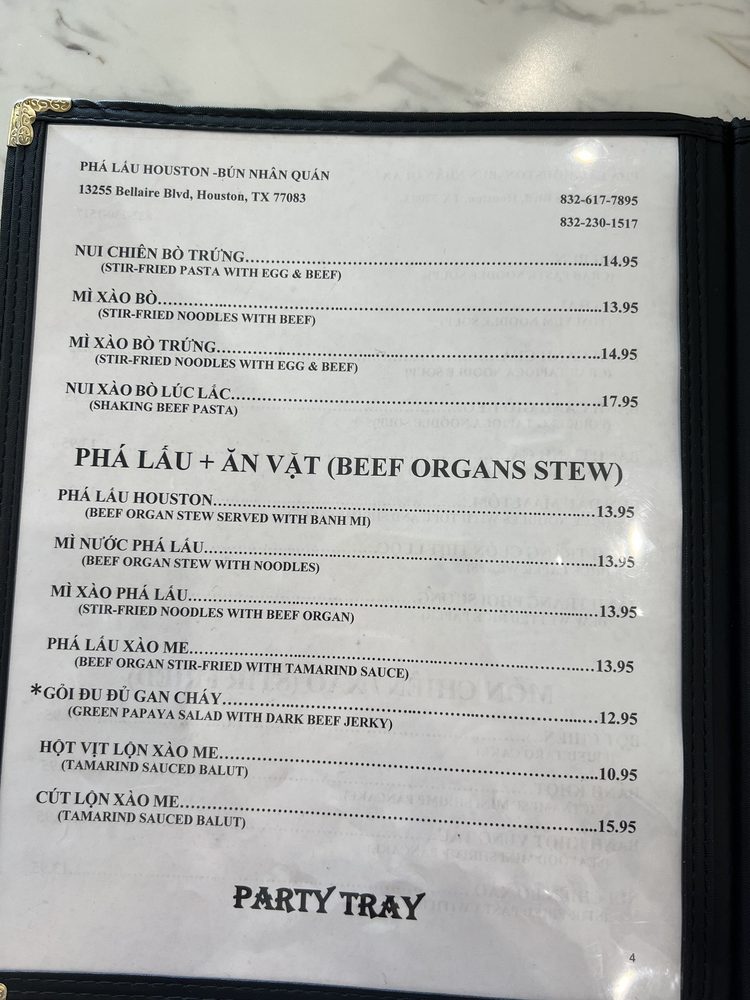 PHÁ LẤU HOUSTON -BÚN NHÂN QUÁN
13255 Bellaire Blvd, Houston, TX 77083
832-617-7895
832-230-1517
NUI CHIÊN BÒ TRỨNG....................14.95
(STIR-FRIED PASTA WITH EGG & BEEF)
MÌ XÀO BÒ....................13.95
(STIR-FRIED NOODLES WITH BEEF)
MÌ XÀO BÒ TRỨNG....................14.95
(STIR-FRIED NOODLES WITH EGG & BEEF)
NUI XÀO BÒ LÚC LẮC....................17.95
(SHAKING BEEF PASTA)
PHÁ LẤU + ĂN VẶT (BEEF ORGANS STEW)
PHÁ LẤU HOUSTON....................13.95
(BEEF ORGAN STEW SERVED WITH BANH MI)
MÌ NƯỚC PHÁ LẤU....................13.95
(BEEF ORGAN STEW WITH NOODLES)
MÌ XÀO PHÁ LẤU....................13.95
(STIR-FRIED NOODLES WITH BEEF ORGAN)
PHÁ LẤU XÀO ME....................13.95
(BEEF ORGAN STIR-FRIED WITH TAMARIND SAUCE)
*GỎI ĐU ĐỦ GAN CHÁY....................12.95
(GREEN PAPAYA SALAD WITH DARK BEEF JERKY)
HỘT VỊT LỘN XÀO ME....................10.95
(TAMARIND SAUCED BALUT)
CÚT LỘN XÀO ME....................15.95
(TAMARIND SAUCED BALUT)
PARTY TRAY
4